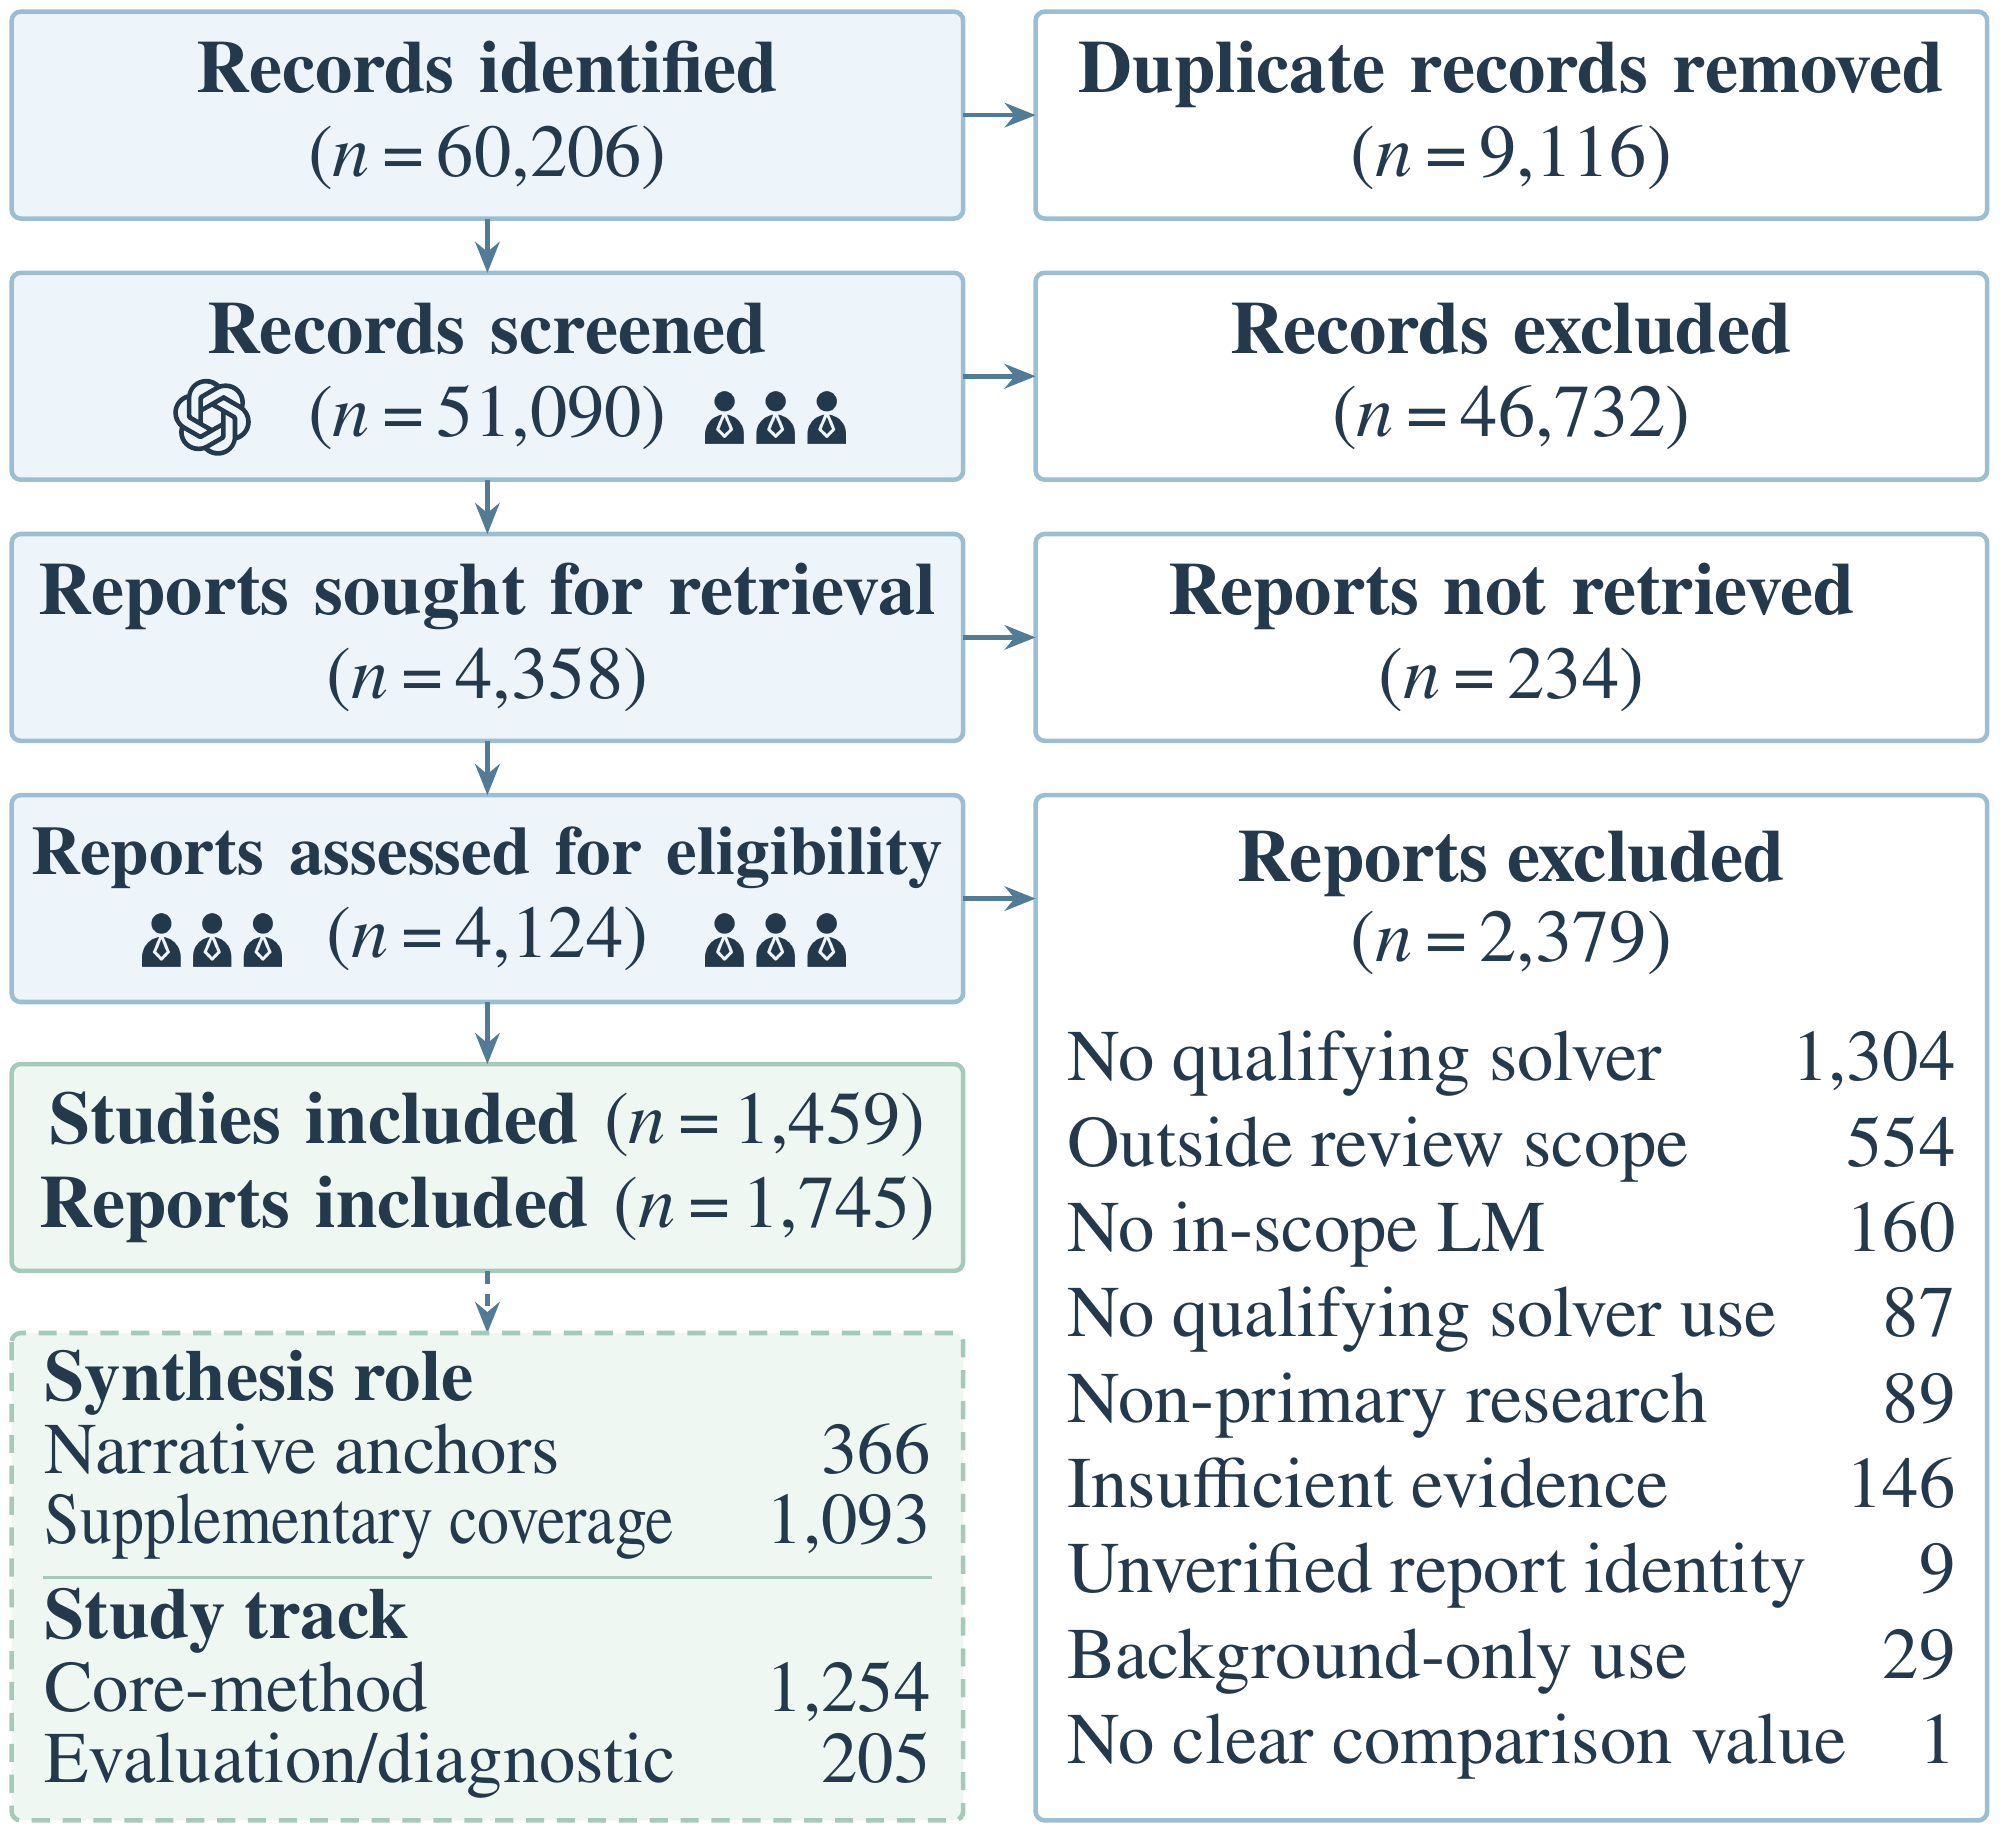 Records identified
(n = 60,206)
Duplicate records removed
(n = 9,116)
Records screened
(n = 51,090)
Records excluded
(n = 46,732)
Reports sought for retrieval
(n = 4,358)
Reports not retrieved
(n = 234)
Reports assessed for eligibility
(n = 4,124)
Reports excluded
(n = 2,379)
No qualifying solver 1,304
Outside review scope 554
No in-scope LM 160
No qualifying solver use 87
Non-primary research 89
Insufficient evidence 146
Unverified report identity 9
Background-only use 29
No clear comparison value 1
Studies included (n = 1,459)
Reports included (n = 1,745)
Synthesis role
Narrative anchors 366
Supplementary coverage 1,093
Study track
Core-method 1,254
Evaluation/diagnostic 205